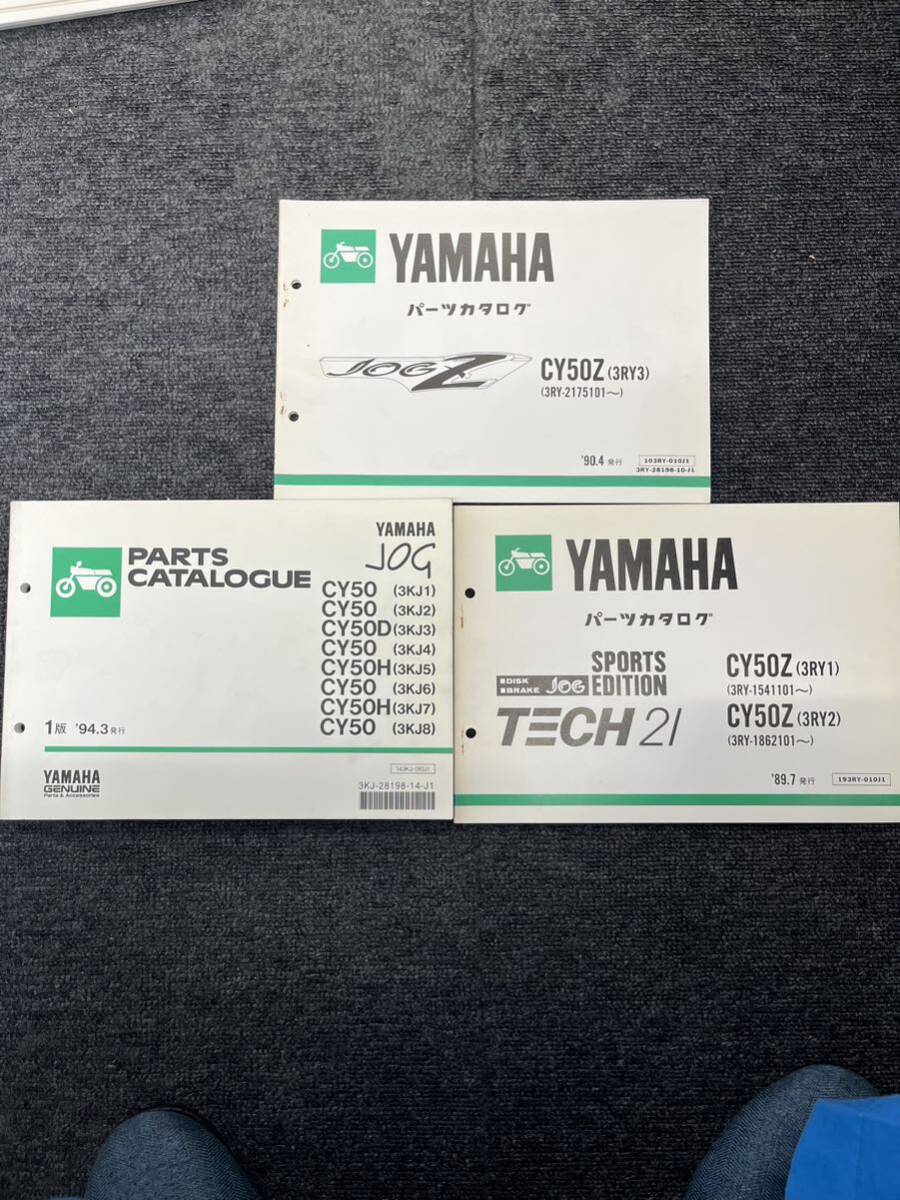 YAMAHA
パーツカタログ
JOG Z
CY50Z (3RY3)
(3RY-2175101~)
'90.4 発行
103RY-010J1
3RY-28198-10-J1
PARTS
CATALOGUE
YAMAHA
JOG
CY50 (3KJ1)
CY50 (3KJ2)
CY50D (3KJ3)
CY50 (3KJ4)
CY50H (3KJ5)
CY50 (3KJ6)
CY50H (3KJ7)
CY50 (3KJ8)
1版 '94.3発行
YAMAHA
GENUINE
Parts & Accessories
3KJ-28198-14-J1
YAMAHA
パーツカタログ
DISK
BRAKE JOG
SPORTS
EDITION
TECH 21
CY50Z (3RY1)
(3RY-1541101~)
CY50Z (3RY2)
(3RY-1862101~)
'89.7 発行
193RY-010J1